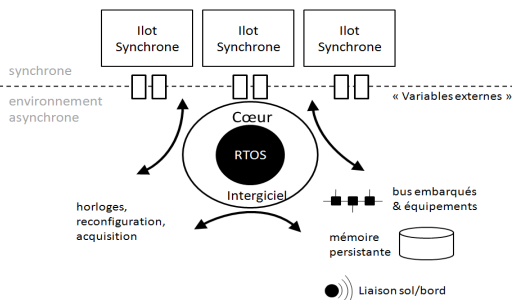 Ilot
Synchrone
Ilot
Synchrone
Ilot
Synchrone
synchrone
environnement
asynchrone
« Variables externes »
Cœur
RTOS
Intergiciel
horloges,
reconfiguration,
acquisition
bus embarqués
& équipements
mémoire
persistante
Liaison sol/bord